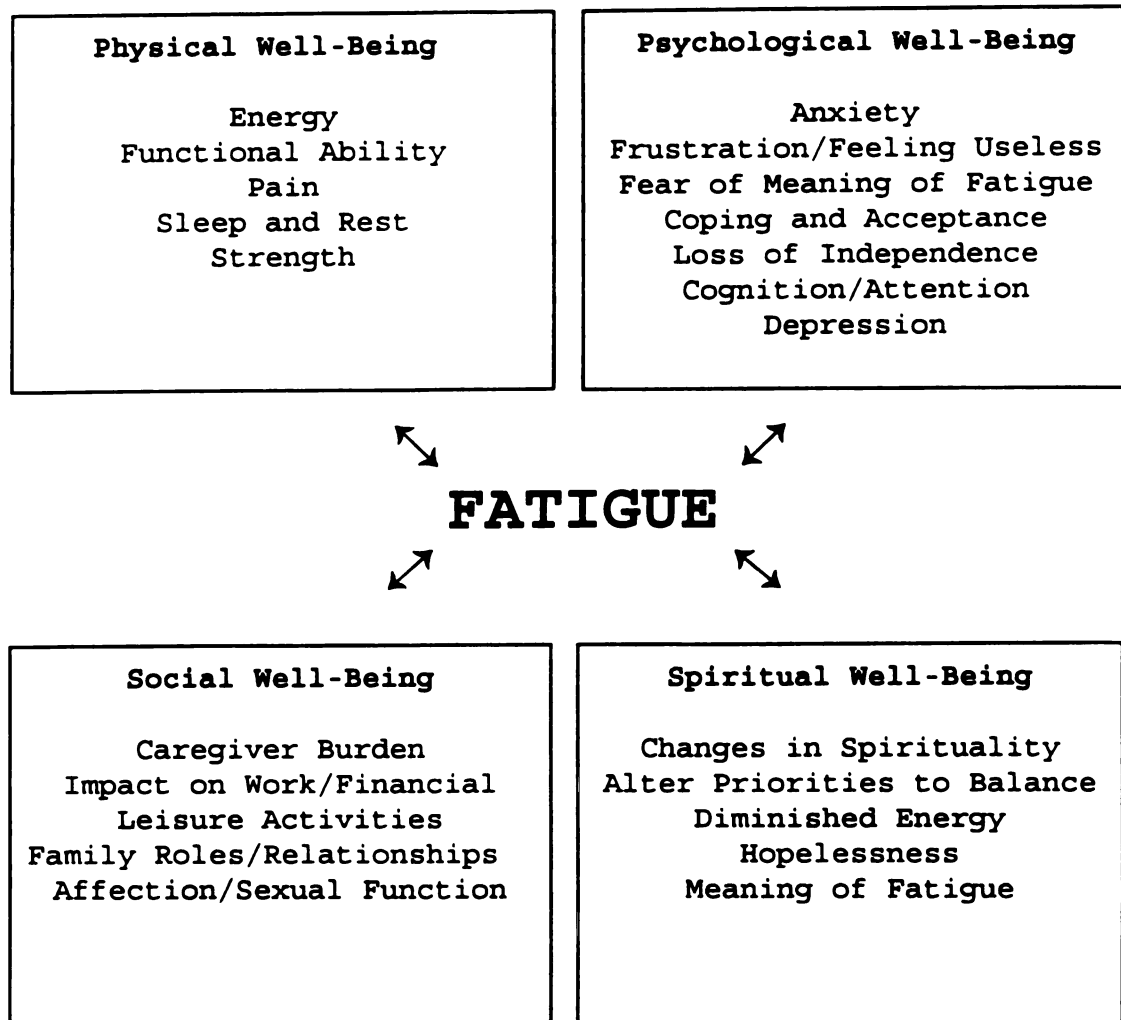 Physical Well-Being
Energy
Functional Ability
Pain
Sleep and Rest
Strength
Psychological Well-Being
Anxiety
Frustration/Feeling Useless
Fear of Meaning of Fatigue
Coping and Acceptance
Loss of Independence
Cognition/Attention
Depression
FATIGUE
Social Well-Being
Caregiver Burden
Impact on Work/Financial
Leisure Activities
Family Roles/Relationships
Affection/Sexual Function
Spiritual Well-Being
Changes in Spirituality
Alter Priorities to Balance
Diminished Energy
Hopelessness
Meaning of Fatigue